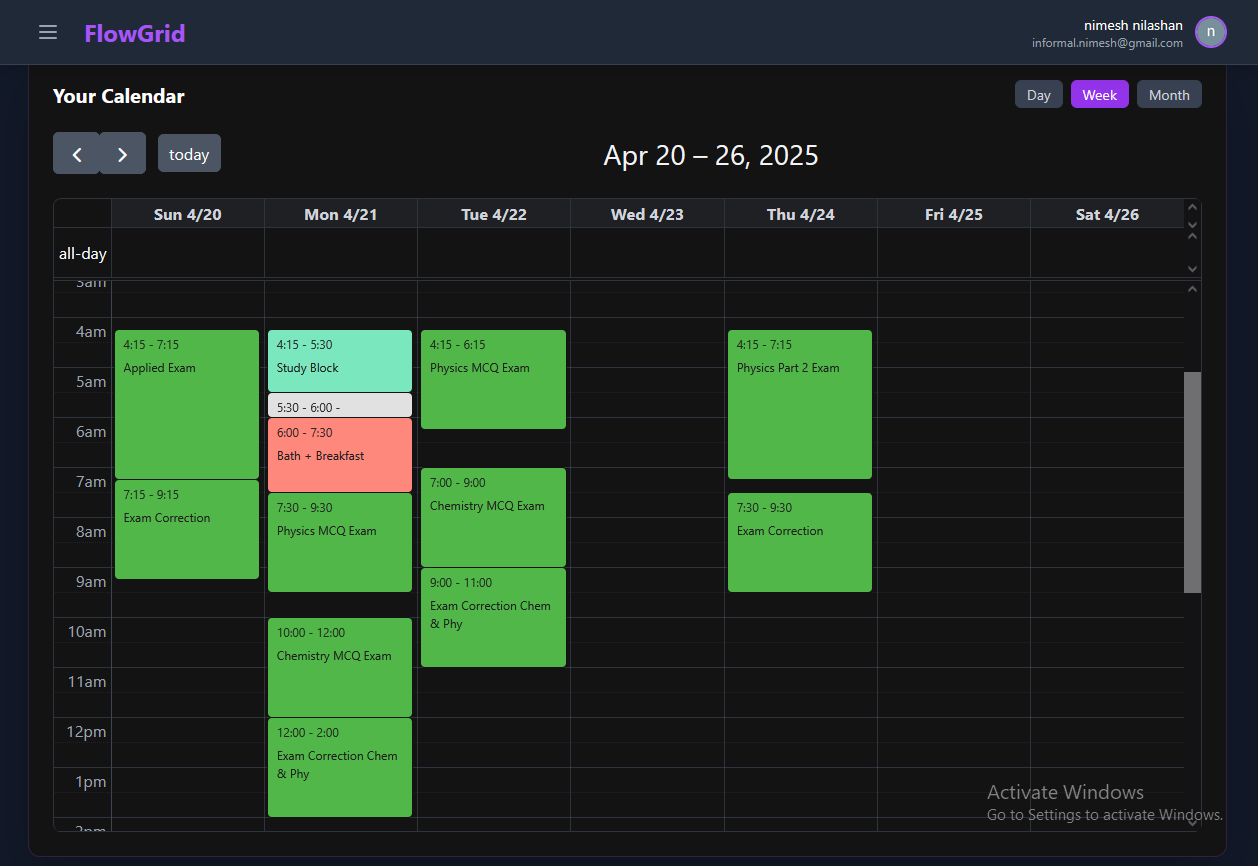 FlowGrid
nimesh nilashan
informal.nimesh@gmail.com
n
Your Calendar
Day
Week
Month
today
Apr 20 – 26, 2025
Sun 4/20
Mon 4/21
Tue 4/22
Wed 4/23
Thu 4/24
Fri 4/25
Sat 4/26
all-day
3am
4am
5am
6am
7am
8am
9am
10am
11am
12pm
1pm
2pm
4:15 - 7:15
Applied Exam
7:15 - 9:15
Exam Correction
4:15 - 5:30
Study Block
5:30 - 6:00 -
6:00 - 7:30
Bath + Breakfast
7:30 - 9:30
Physics MCQ Exam
10:00 - 12:00
Chemistry MCQ Exam
12:00 - 2:00
Exam Correction Chem
& Phy
4:15 - 6:15
Physics MCQ Exam
7:00 - 9:00
Chemistry MCQ Exam
9:00 - 11:00
Exam Correction Chem
& Phy
4:15 - 7:15
Physics Part 2 Exam
7:30 - 9:30
Exam Correction
Activate Windows
Go to Settings to activate Windows.